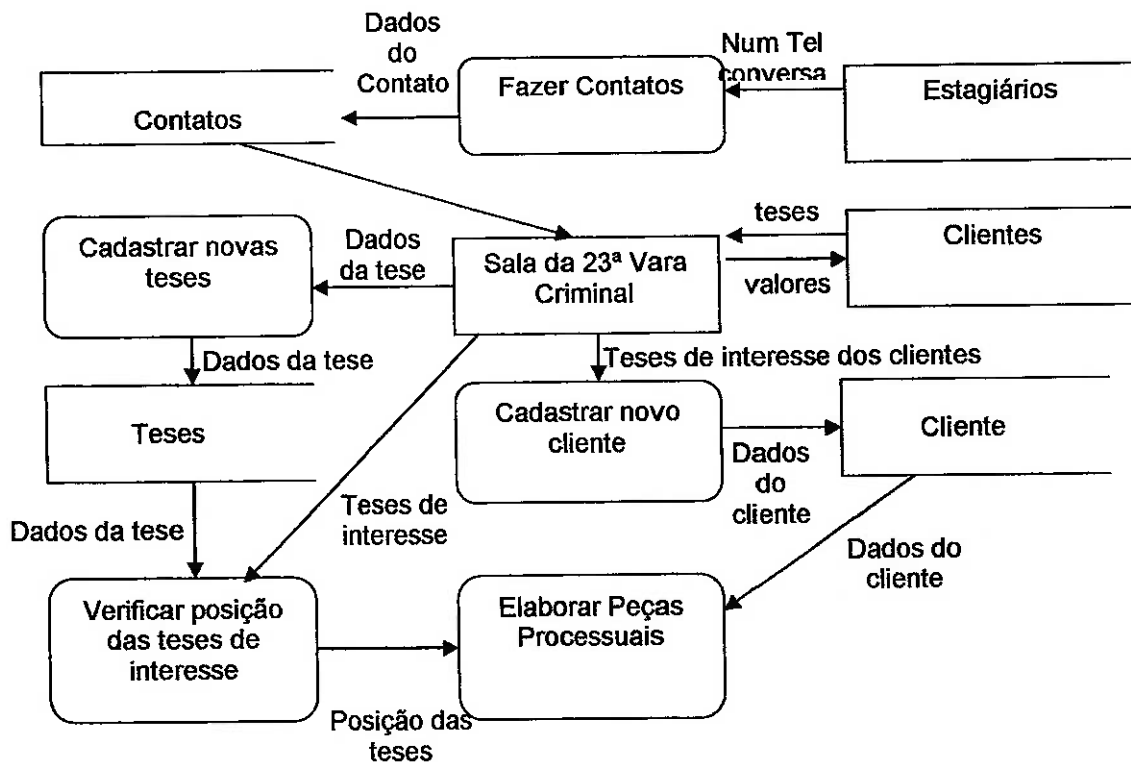 Dados
do
Contato
Num Tel
conversa
Fazer Contatos
Estagiários
Contatos
teses
Cadastrar novas
teses
Dados
da tese
Sala da 23ª Vara
Criminal
Clientes
valores
Dados da tese
Teses de interesse dos clientes
Teses
Cadastrar novo
cliente
Cliente
Dados
do
cliente
Teses de
interesse
Dados da tese
Dados do
cliente
Verificar posição
das teses de
interesse
Elaborar Peças
Processuais
Posição das
teses